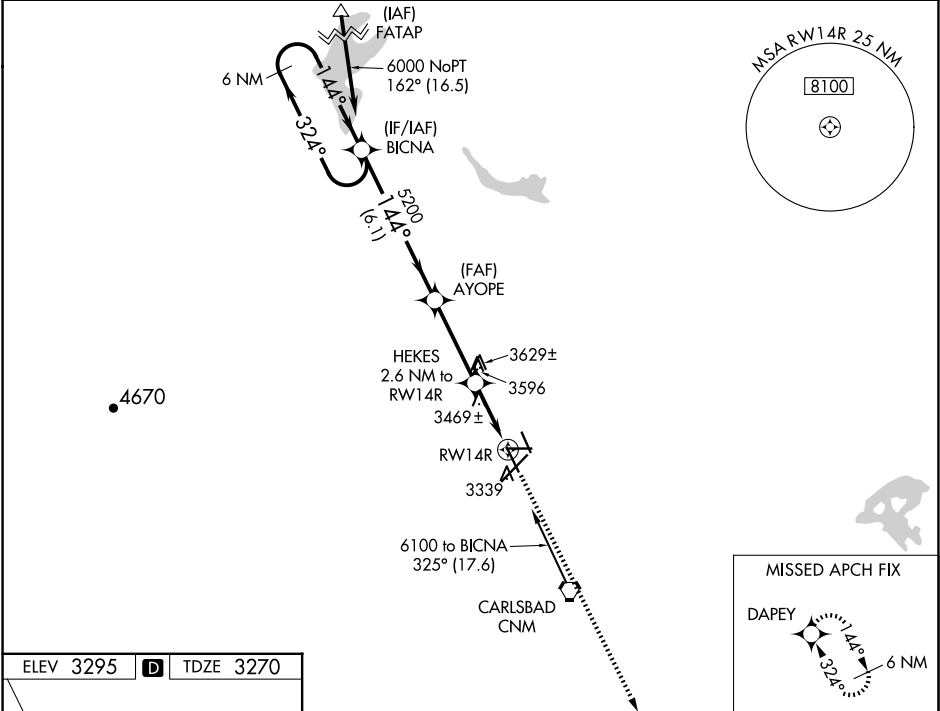 (IAF)
FATAP
6 NM
6000 NoPT
162° (16.5)
144°
324°
(IF/IAF)
BICNA
MSA RW14R 25 NM
8100
5200
144°
(6.1)
(FAF)
AYOPE
HEKES
2.6 NM to
RW14R
3629±
3596
3469±
4670
RW14R
3339
6100 to BICNA
325° (17.6)
CARLSBAD
CNM
MISSED APCH FIX
DAPEY
144°
324°
6 NM
ELEV 3295 D TDZE 3270